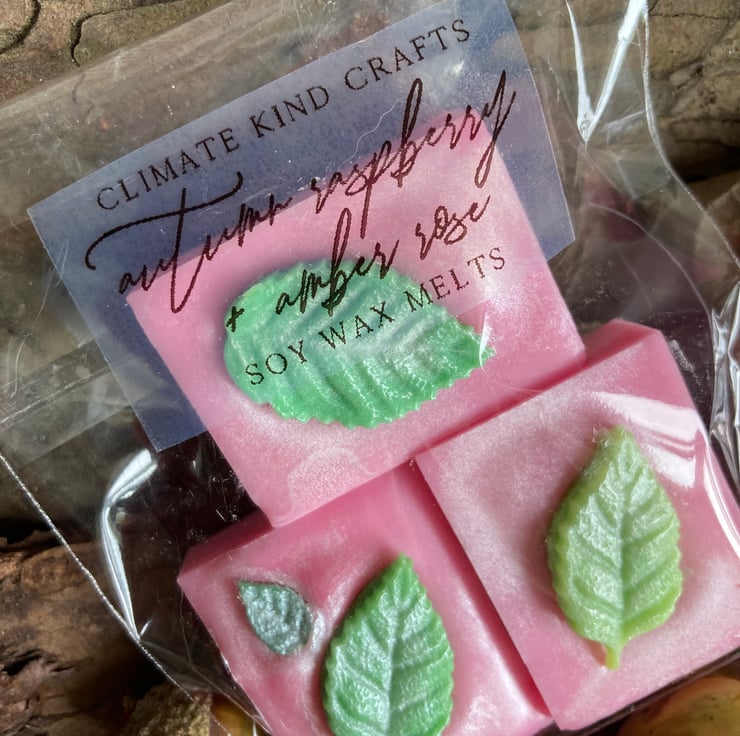 CLIMATE KIND CRAFTS
autumn raspberry
+ amber rose
SOY WAX MELTS